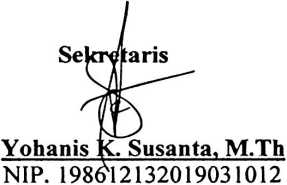 Sekretaris
Yohanis K. Susanta, M.Th
NIP. 198612132019031012